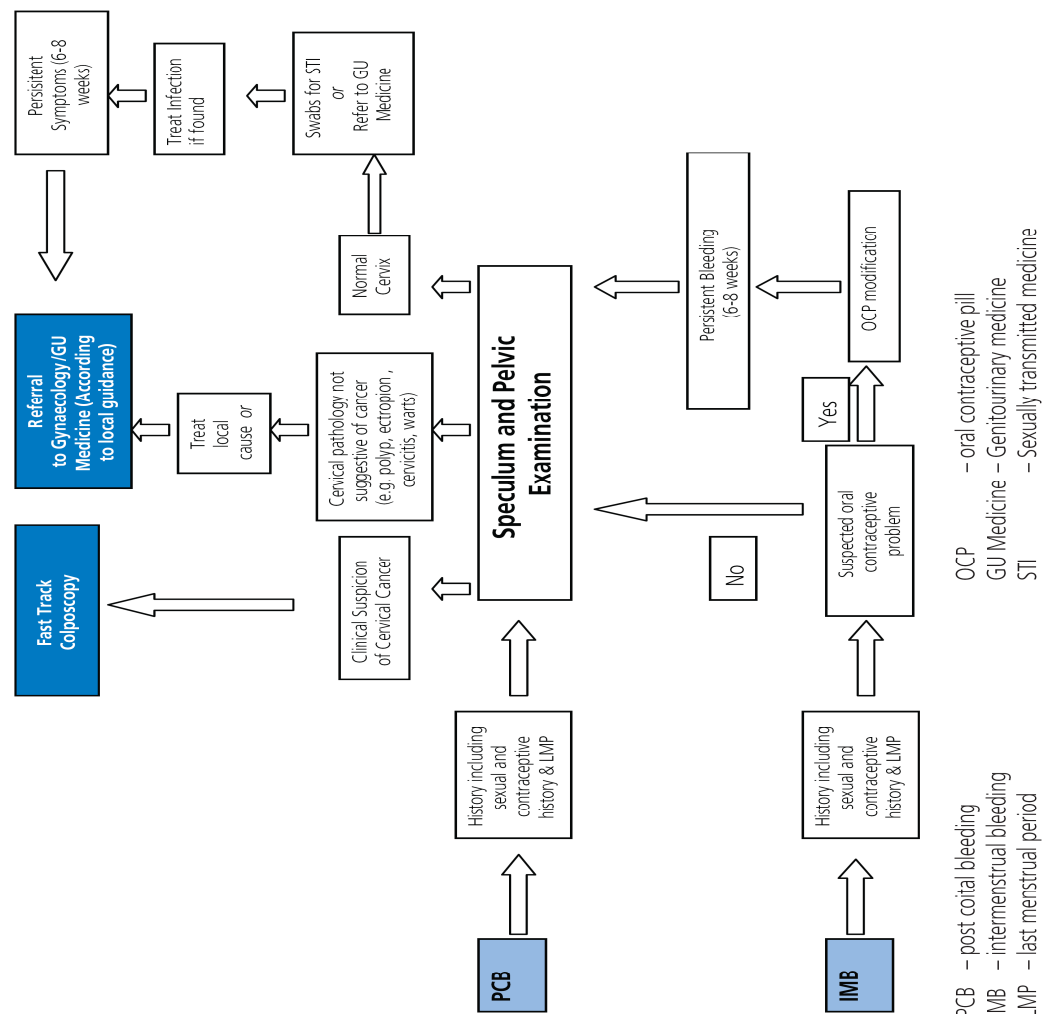 PCB
History including
sexual and
contraceptive
history & LMP
Speculum and Pelvic
Examination
Clinical Suspicion
of Cervical Cancer
Fast Track
Colposcopy
Cervical pathology not
suggestive of cancer
(e.g. polyp, ectropion ,
cervicitis, warts)
Treat
local
cause or
Referral
to Gynaecology/GU
Medicine (According
to local guidance)
Normal
Cervix
Swabs for STI
or
Refer to GU
Medicine
Treat Infection
if found
Persisitent
Symptoms (6-8
weeks)
IMB
History including
sexual and
contraceptive
history & LMP
Suspected oral
contraceptive
problem
No
Yes
OCP modification
Persistent Bleeding
(6-8 weeks)
PCB – post coital bleeding
IMB – intermenstrual bleeding
LMP – last menstrual period
OCP – oral contraceptive pill
GU Medicine – Genitourinary medicine
STI – Sexually transmitted medicine